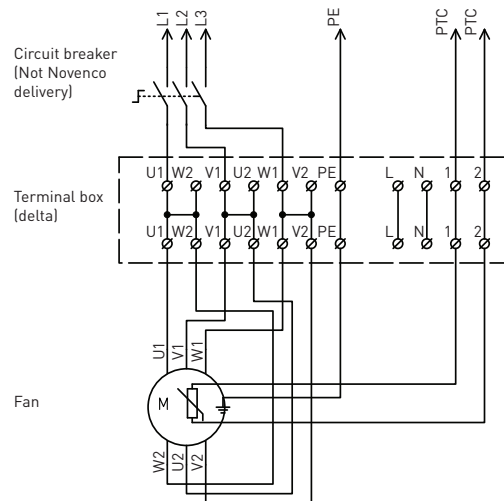 L1 L2 L3 PE PTC PTC
Circuit breaker
(Not Novenco
delivery)
U1 W2 V1 U2 W1 V2 PE L N 1 2
Terminal box
(delta)
U1 W2 V1 U2 W1 V2 PE L N 1 2
U1 V1 W1
Fan
M
W2 U2 V2